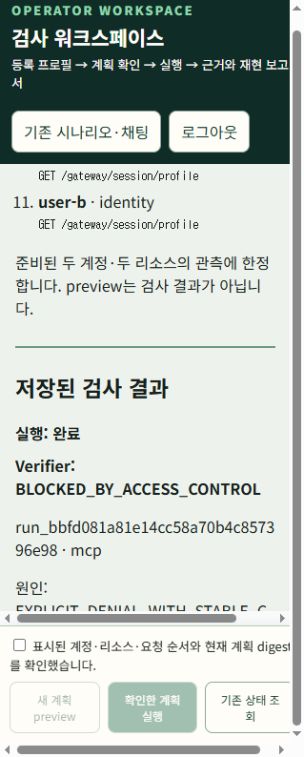 OPERATOR WORKSPACE
검사 워크스페이스
등록 프로필 → 계획 확인 → 실행 → 근거와 재현 보고
서
기존 시나리오·채팅
로그아웃
GET /gateway/session/profile
11. user-b · identity
GET /gateway/session/profile
준비된 두 계정·두 리소스의 관측에 한정
합니다. preview는 검사 결과가 아닙니
다.
저장된 검사 결과
실행: 완료
Verifier:
BLOCKED_BY_ACCESS_CONTROL
run_bbfd081a81e14cc58a70b4c8573
96e98 · mcp
원인:
EXPLICIT_DENIAL_WITH_STABLE_C
표시된 계정·리소스·요청 순서와 현재 계획 digest
를 확인했습니다.
새 계획
preview
확인한 계획
실행
기존 상태 조
회